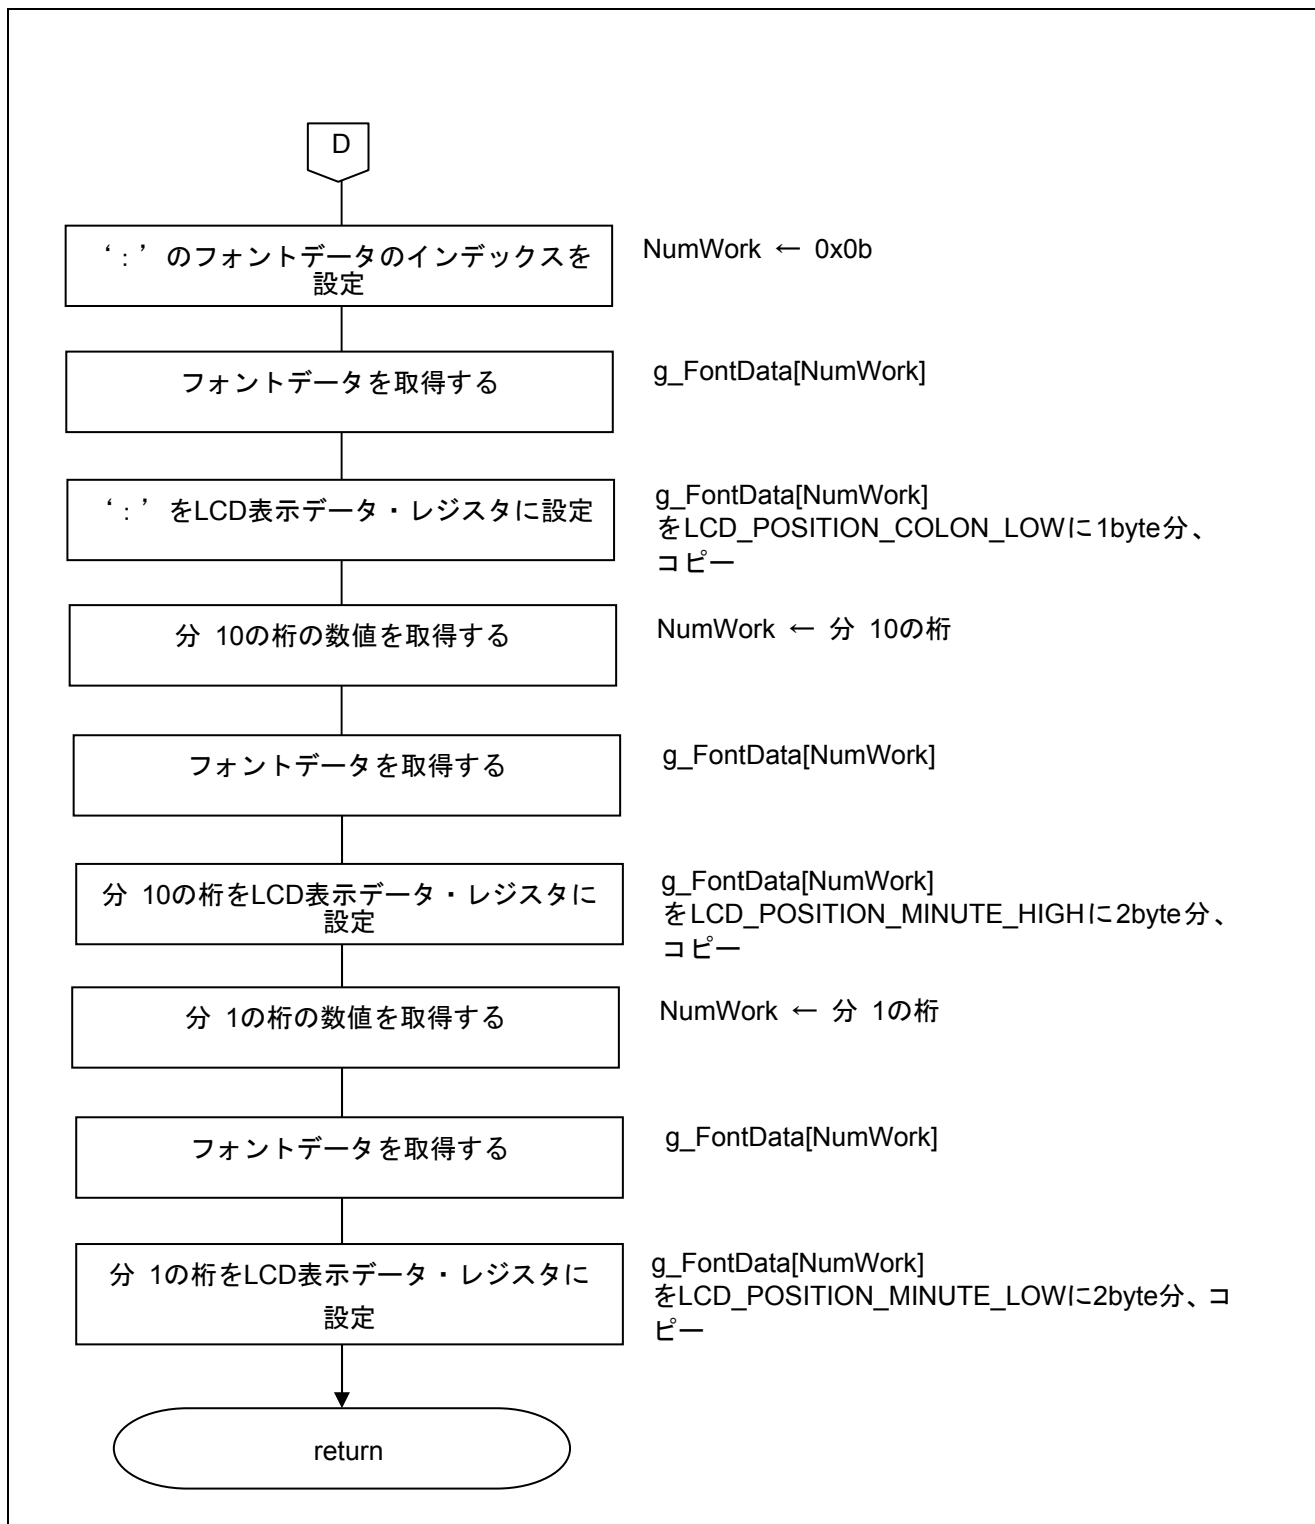 D
‘：’ のフォントデータのインデックスを
設定
NumWork ← 0x0b
フォントデータを取得する
g_FontData[NumWork]
‘：’ をLCD表示データ・レジスタに設定
g_FontData[NumWork]
をLCD_POSITION_COLON_LOWに1byte分、
コピー
分 10の桁の数値を取得する
NumWork ← 分 10の桁
フォントデータを取得する
g_FontData[NumWork]
分 10の桁をLCD表示データ・レジスタに
設定
g_FontData[NumWork]
をLCD_POSITION_MINUTE_HIGHに2byte分、
コピー
分 1の桁の数値を取得する
NumWork ← 分 1の桁
フォントデータを取得する
g_FontData[NumWork]
分 1の桁をLCD表示データ・レジスタに
設定
g_FontData[NumWork]
をLCD_POSITION_MINUTE_LOWに2byte分、コ
ピー
return